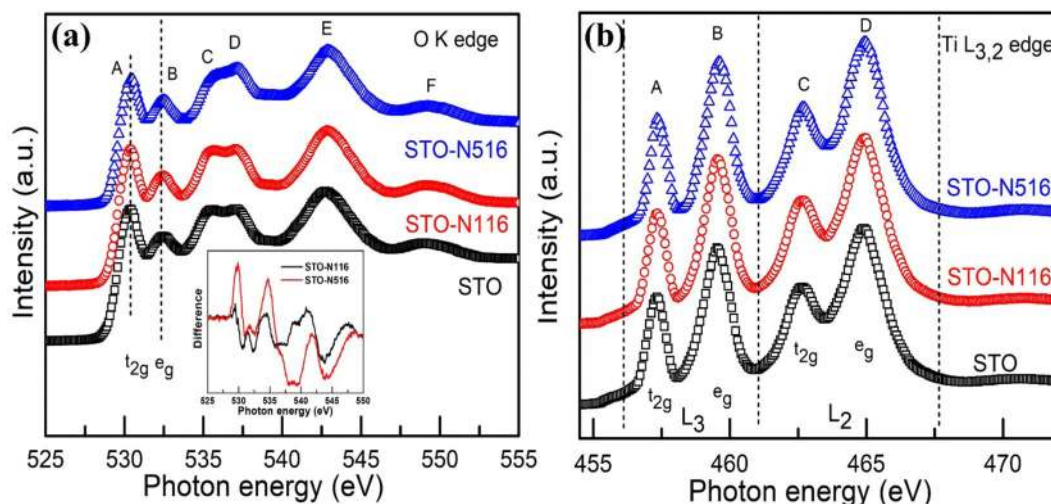 (a)
O K edge
A
B
C
D
E
F
STO-N516
STO-N116
STO
t2g
eg
Intensity (a.u.)
525 530 535 540 545 550 555
Photon energy (eV)
STO-N116
STO-N516
Difference
525 530 535 540 545 550
Photon energy (eV)
(b)
Ti L3,2 edge
A
B
C
D
STO-N516
STO-N116
STO
t2g
eg
t2g
eg
L3
L2
Intensity (a.u.)
455 460 465 470
Photon energy (eV)